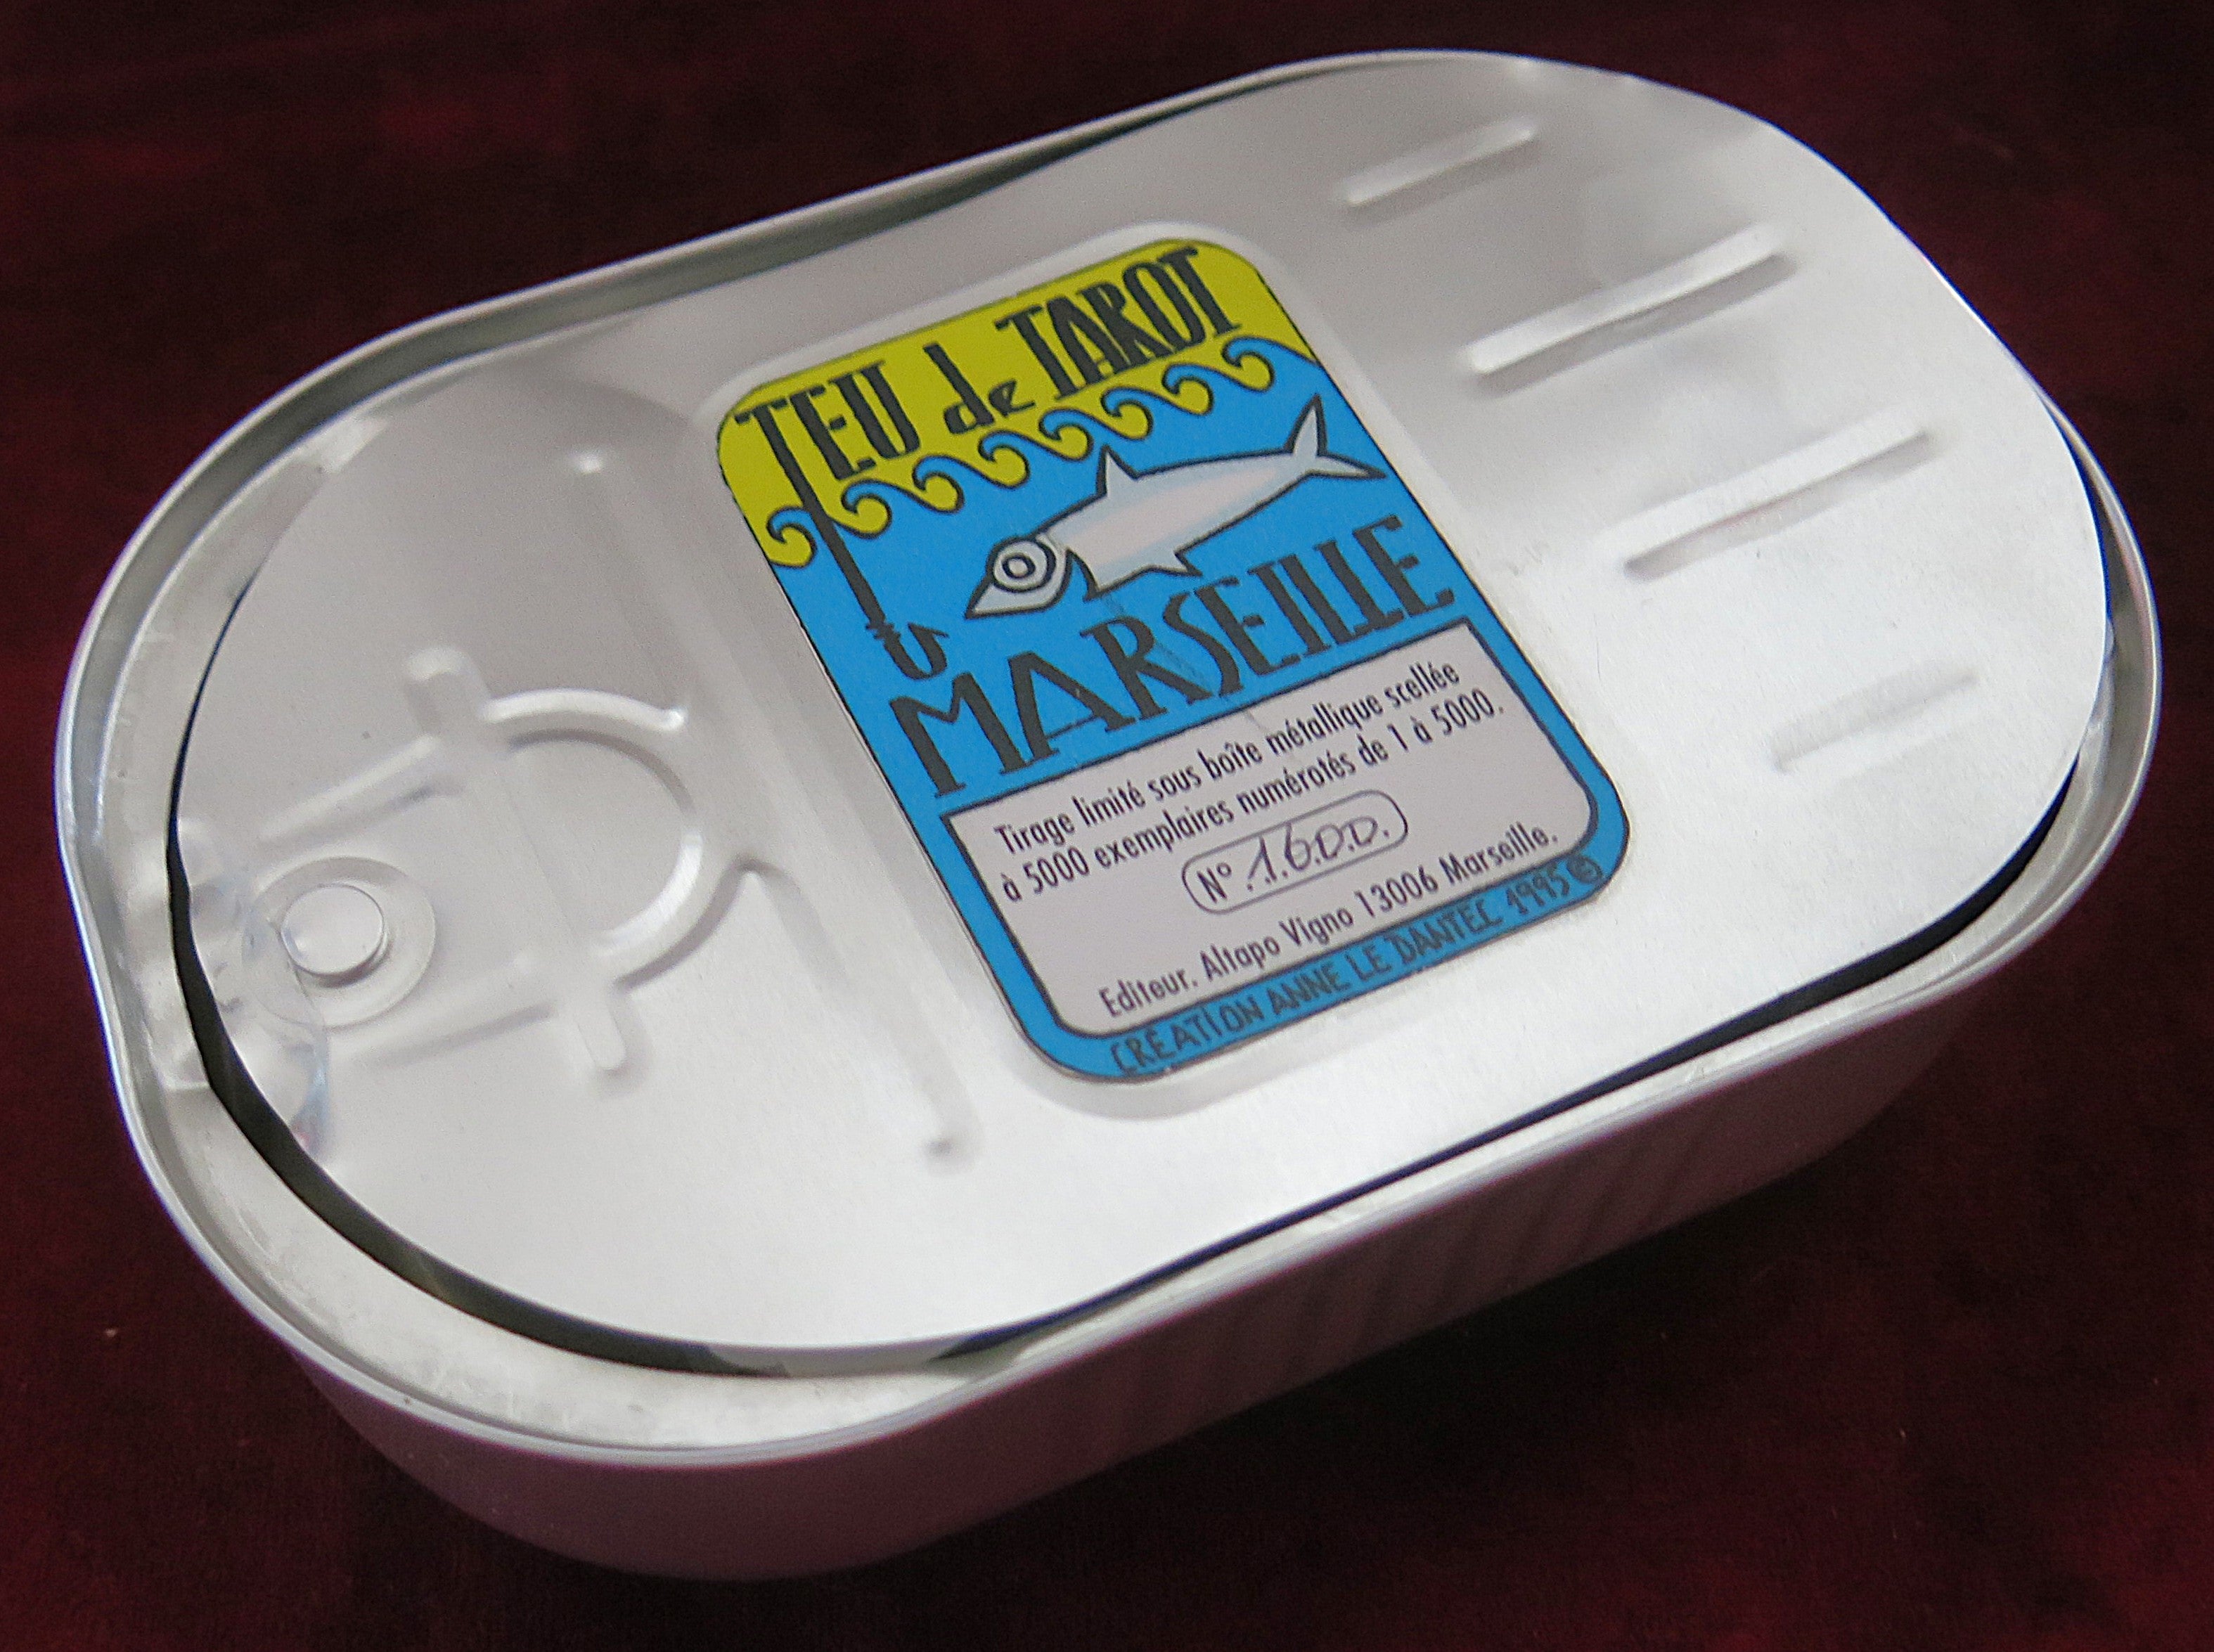 JEU de TAROT
MARSEILLE
Tirage limité sous boîte métallique scellée
à 5000 exemplaires numérotés de 1 à 5000.
N° 1600
Editeur. Altapo Vigno 13006 Marseille.
CRÉATION ANNE LE DANTEC 1995 ©